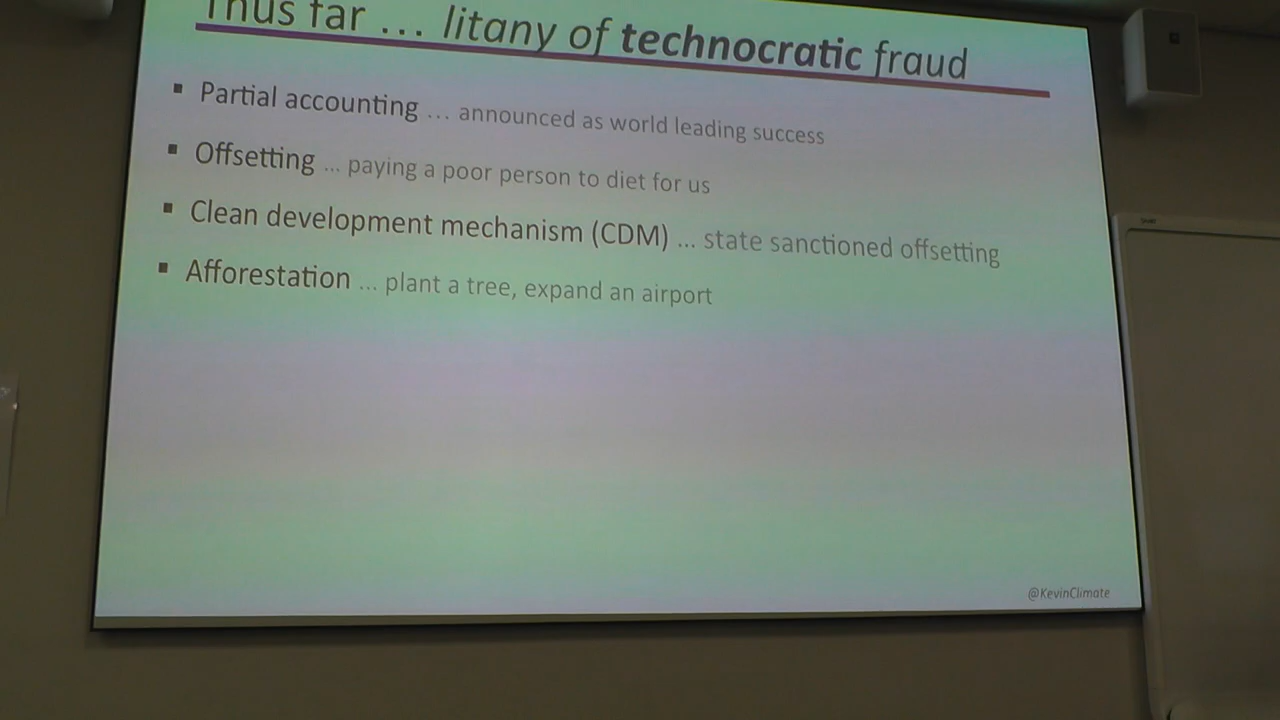 Thus far ... litany of technocratic fraud
▪ Partial accounting ... announced as world leading success
▪ Offsetting ... paying a poor person to diet for us
▪ Clean development mechanism (CDM) ... state sanctioned offsetting
▪ Afforestation ... plant a tree, expand an airport
@KevinClimate